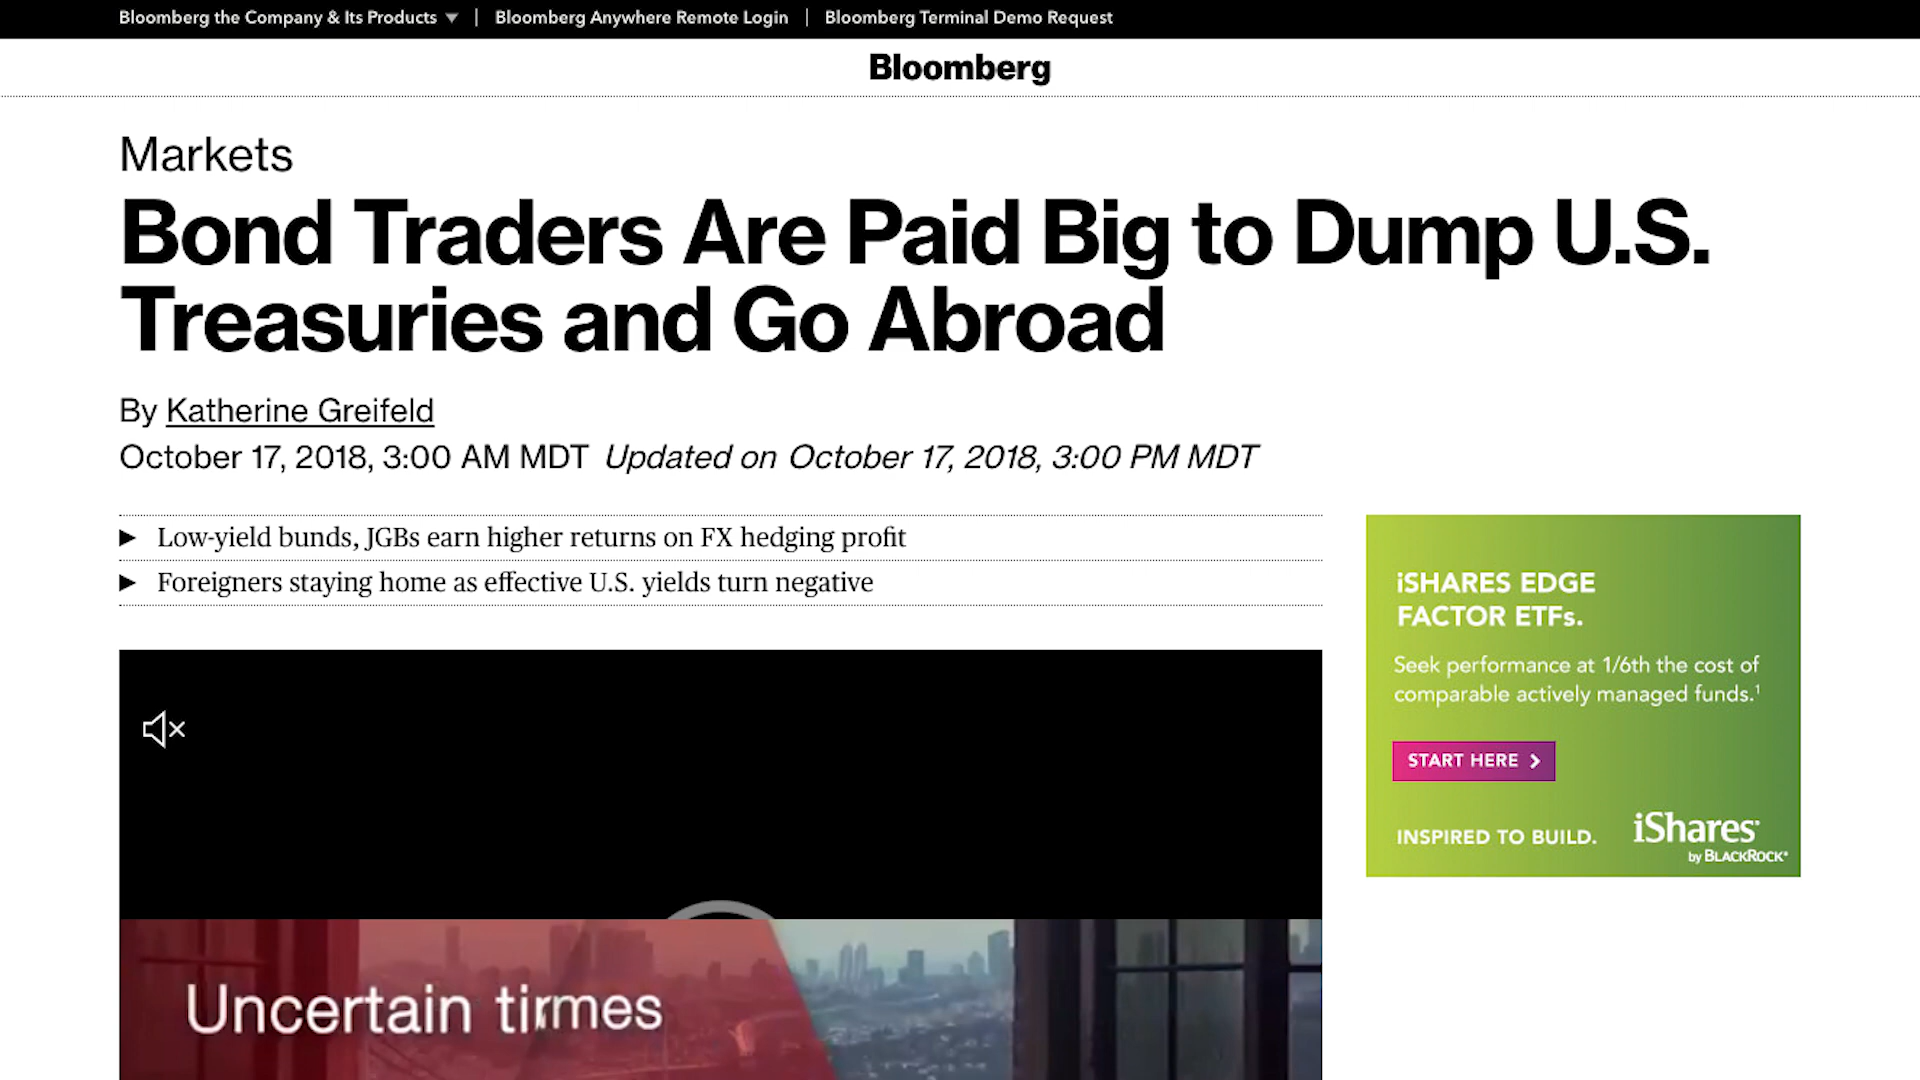 Bloomberg the Company & Its Products ▼ | Bloomberg Anywhere Remote Login | Bloomberg Terminal Demo Request
Bloomberg
Markets
Bond Traders Are Paid Big to Dump U.S.
Treasuries and Go Abroad
By Katherine Greifeld
October 17, 2018, 3:00 AM MDT Updated on October 17, 2018, 3:00 PM MDT
▶ Low-yield bunds, JGBs earn higher returns on FX hedging profit
▶ Foreigners staying home as effective U.S. yields turn negative
iSHARES EDGE
FACTOR ETFs.
Seek performance at 1/6th the cost of
comparable actively managed funds.¹
START HERE >
INSPIRED TO BUILD.
iShares®
by BLACKROCK®
Uncertain times